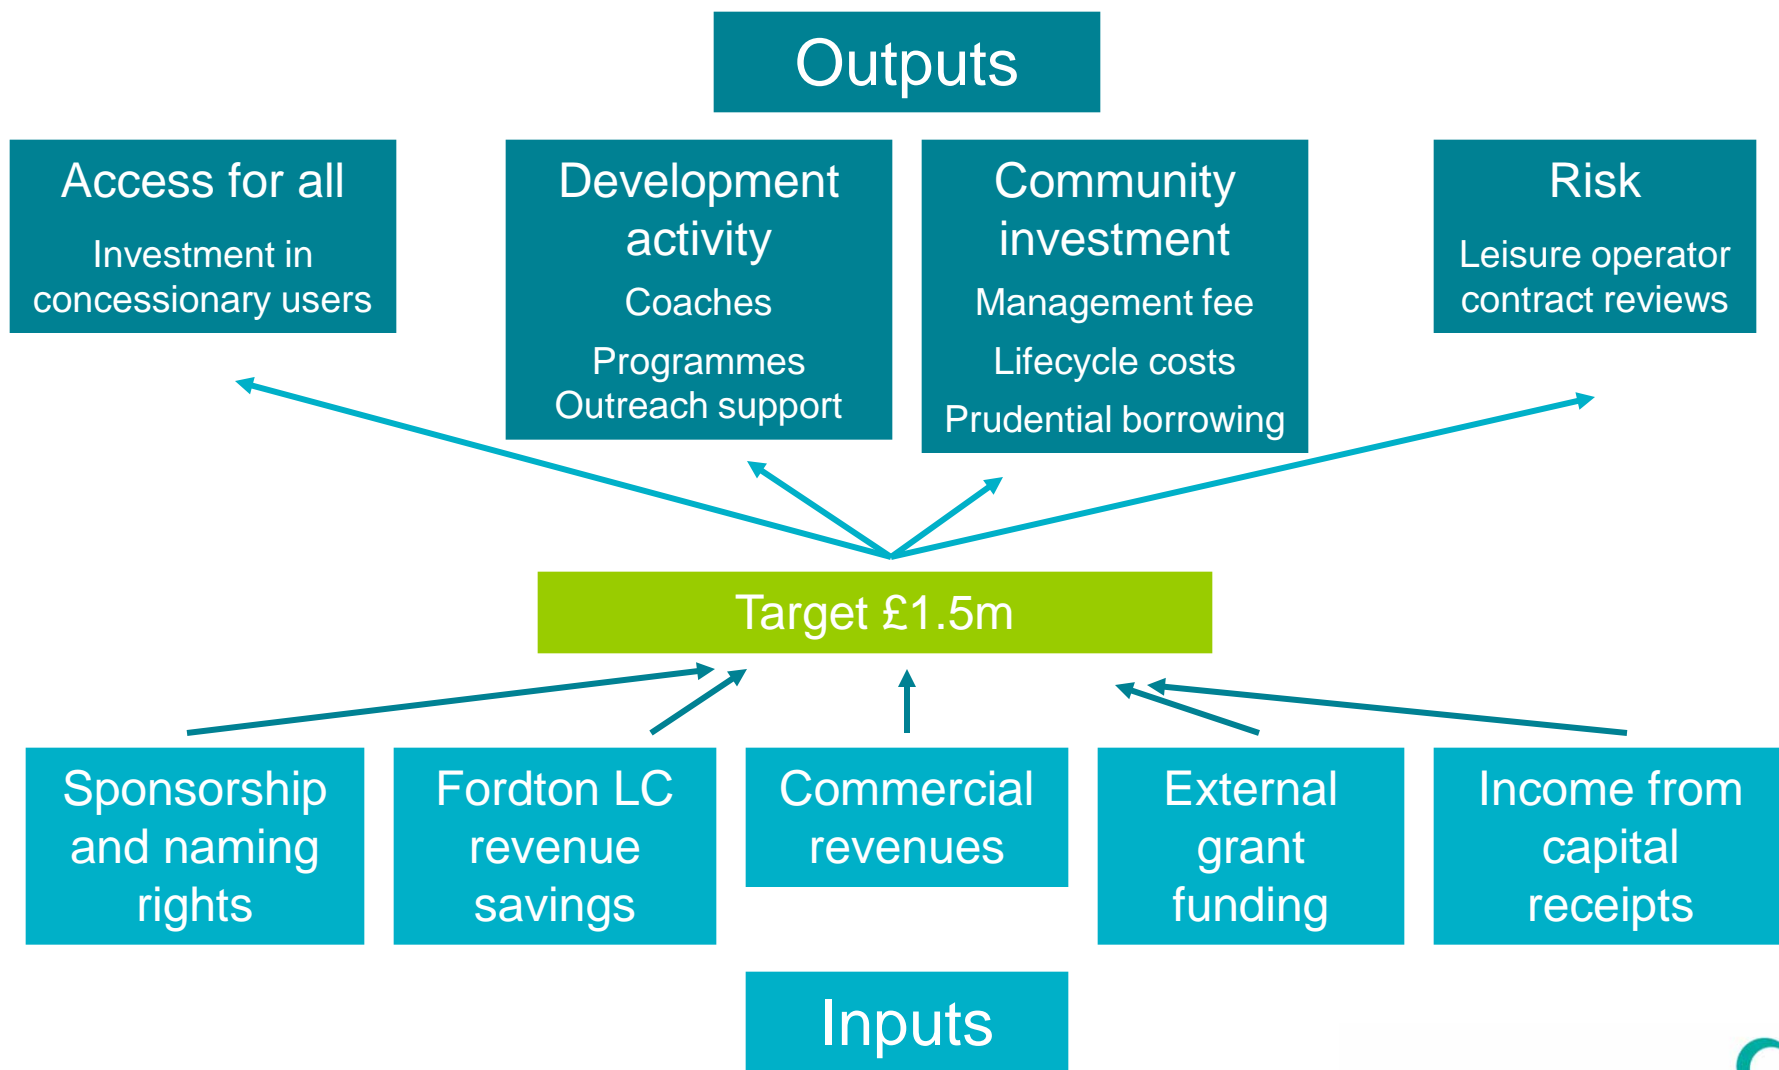 Outputs
Access for all
Investment in
concessionary users
Development
activity
Coaches
Programmes
Outreach support
Community
investment
Management fee
Lifecycle costs
Prudential borrowing
Risk
Leisure operator
contract reviews
Target £1.5m
Sponsorship
and naming
rights
Fordton LC
revenue
savings
Commercial
revenues
External
grant
funding
Income from
capital
receipts
Inputs